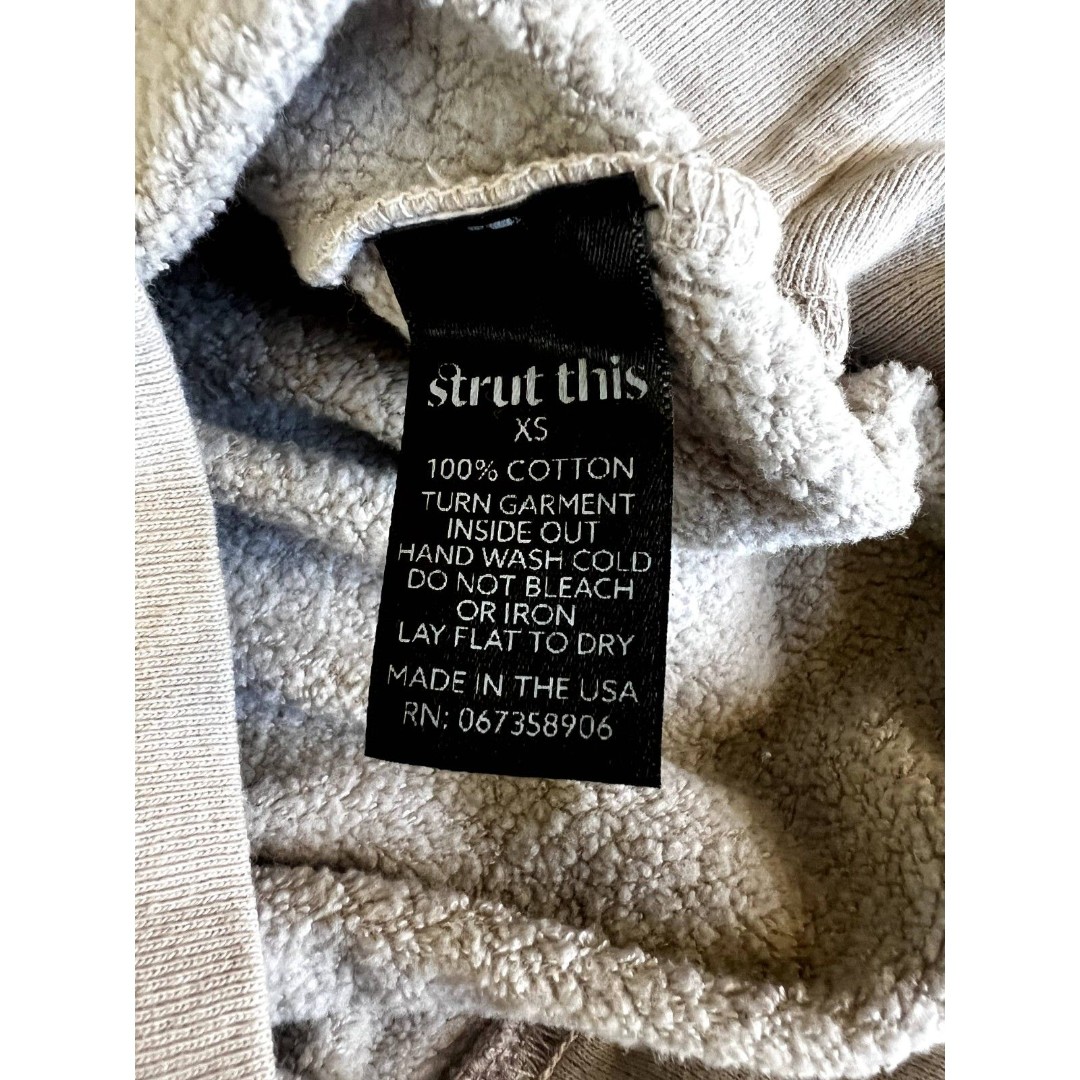 strut this
XS
100% COTTON
TURN GARMENT
INSIDE OUT
HAND WASH COLD
DO NOT BLEACH
OR IRON
LAY FLAT TO DRY
MADE IN THE USA
RN: 067358906